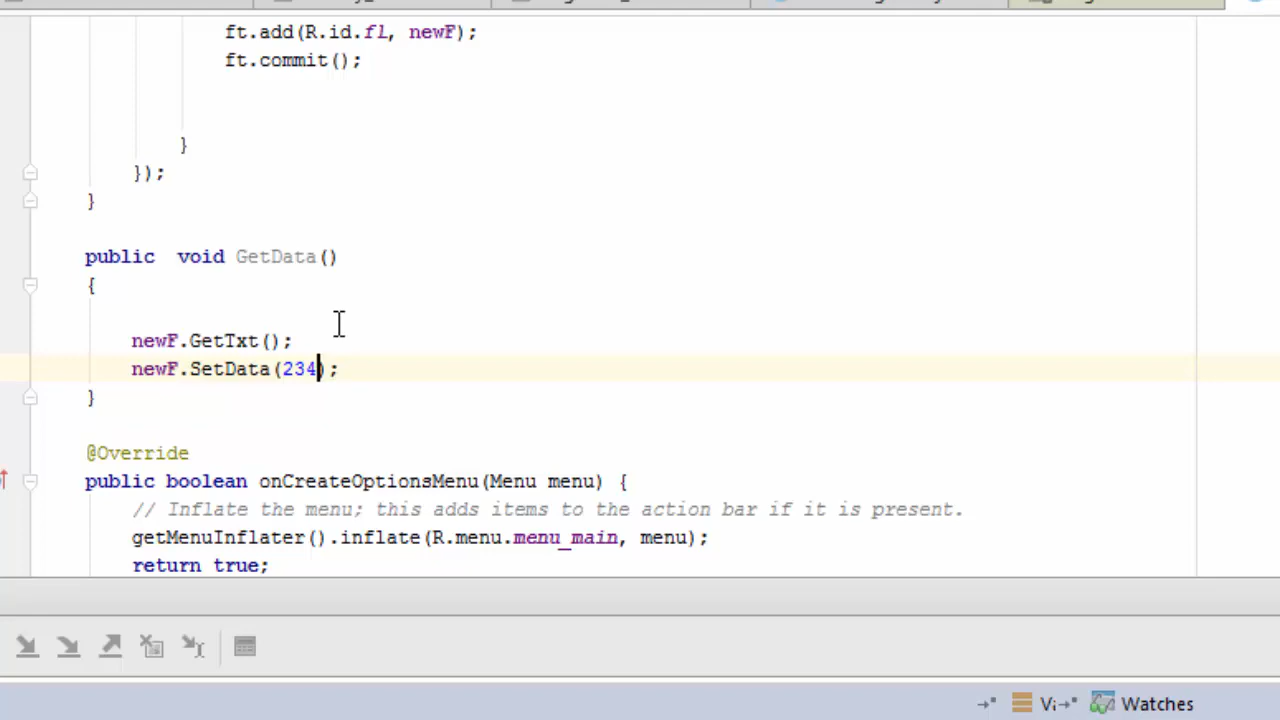 ft.add(R.id.fl, newF);
ft.commit();
}
});
}
public  void GetData()
{
newF.GetTxt();
newF.SetData(234);
}
@Override
public boolean onCreateOptionsMenu(Menu menu) {
// Inflate the menu; this adds items to the action bar if it is present.
getMenuInflater().inflate(R.menu.menu_main, menu);
return true;
Watches